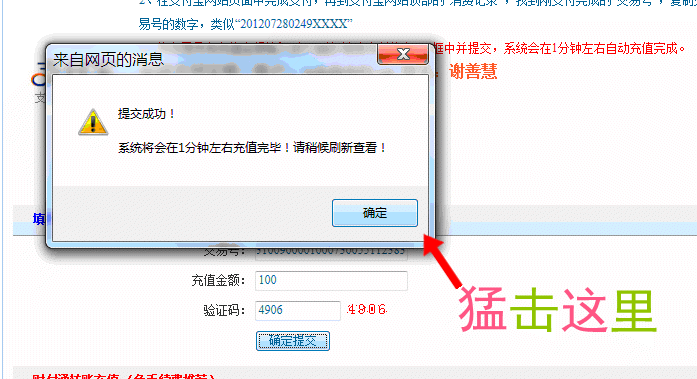 2、在支付宝网站页面中完成交付，再到支付宝网站顶部的“消费记录”，找到刚交付完成的“交易号”，复制
易号的数字，类似“201207280249XXXX”
框中并提交，系统会在1分钟左右自动充值完成。
来自网页的消息
：谢善慧
支
提交成功！
系统将会在1分钟左右充值完毕！请稍候刷新查看！
确定
填
交易号：
充值金额：100
验证码：4906 4906
猛击这里
确定提交